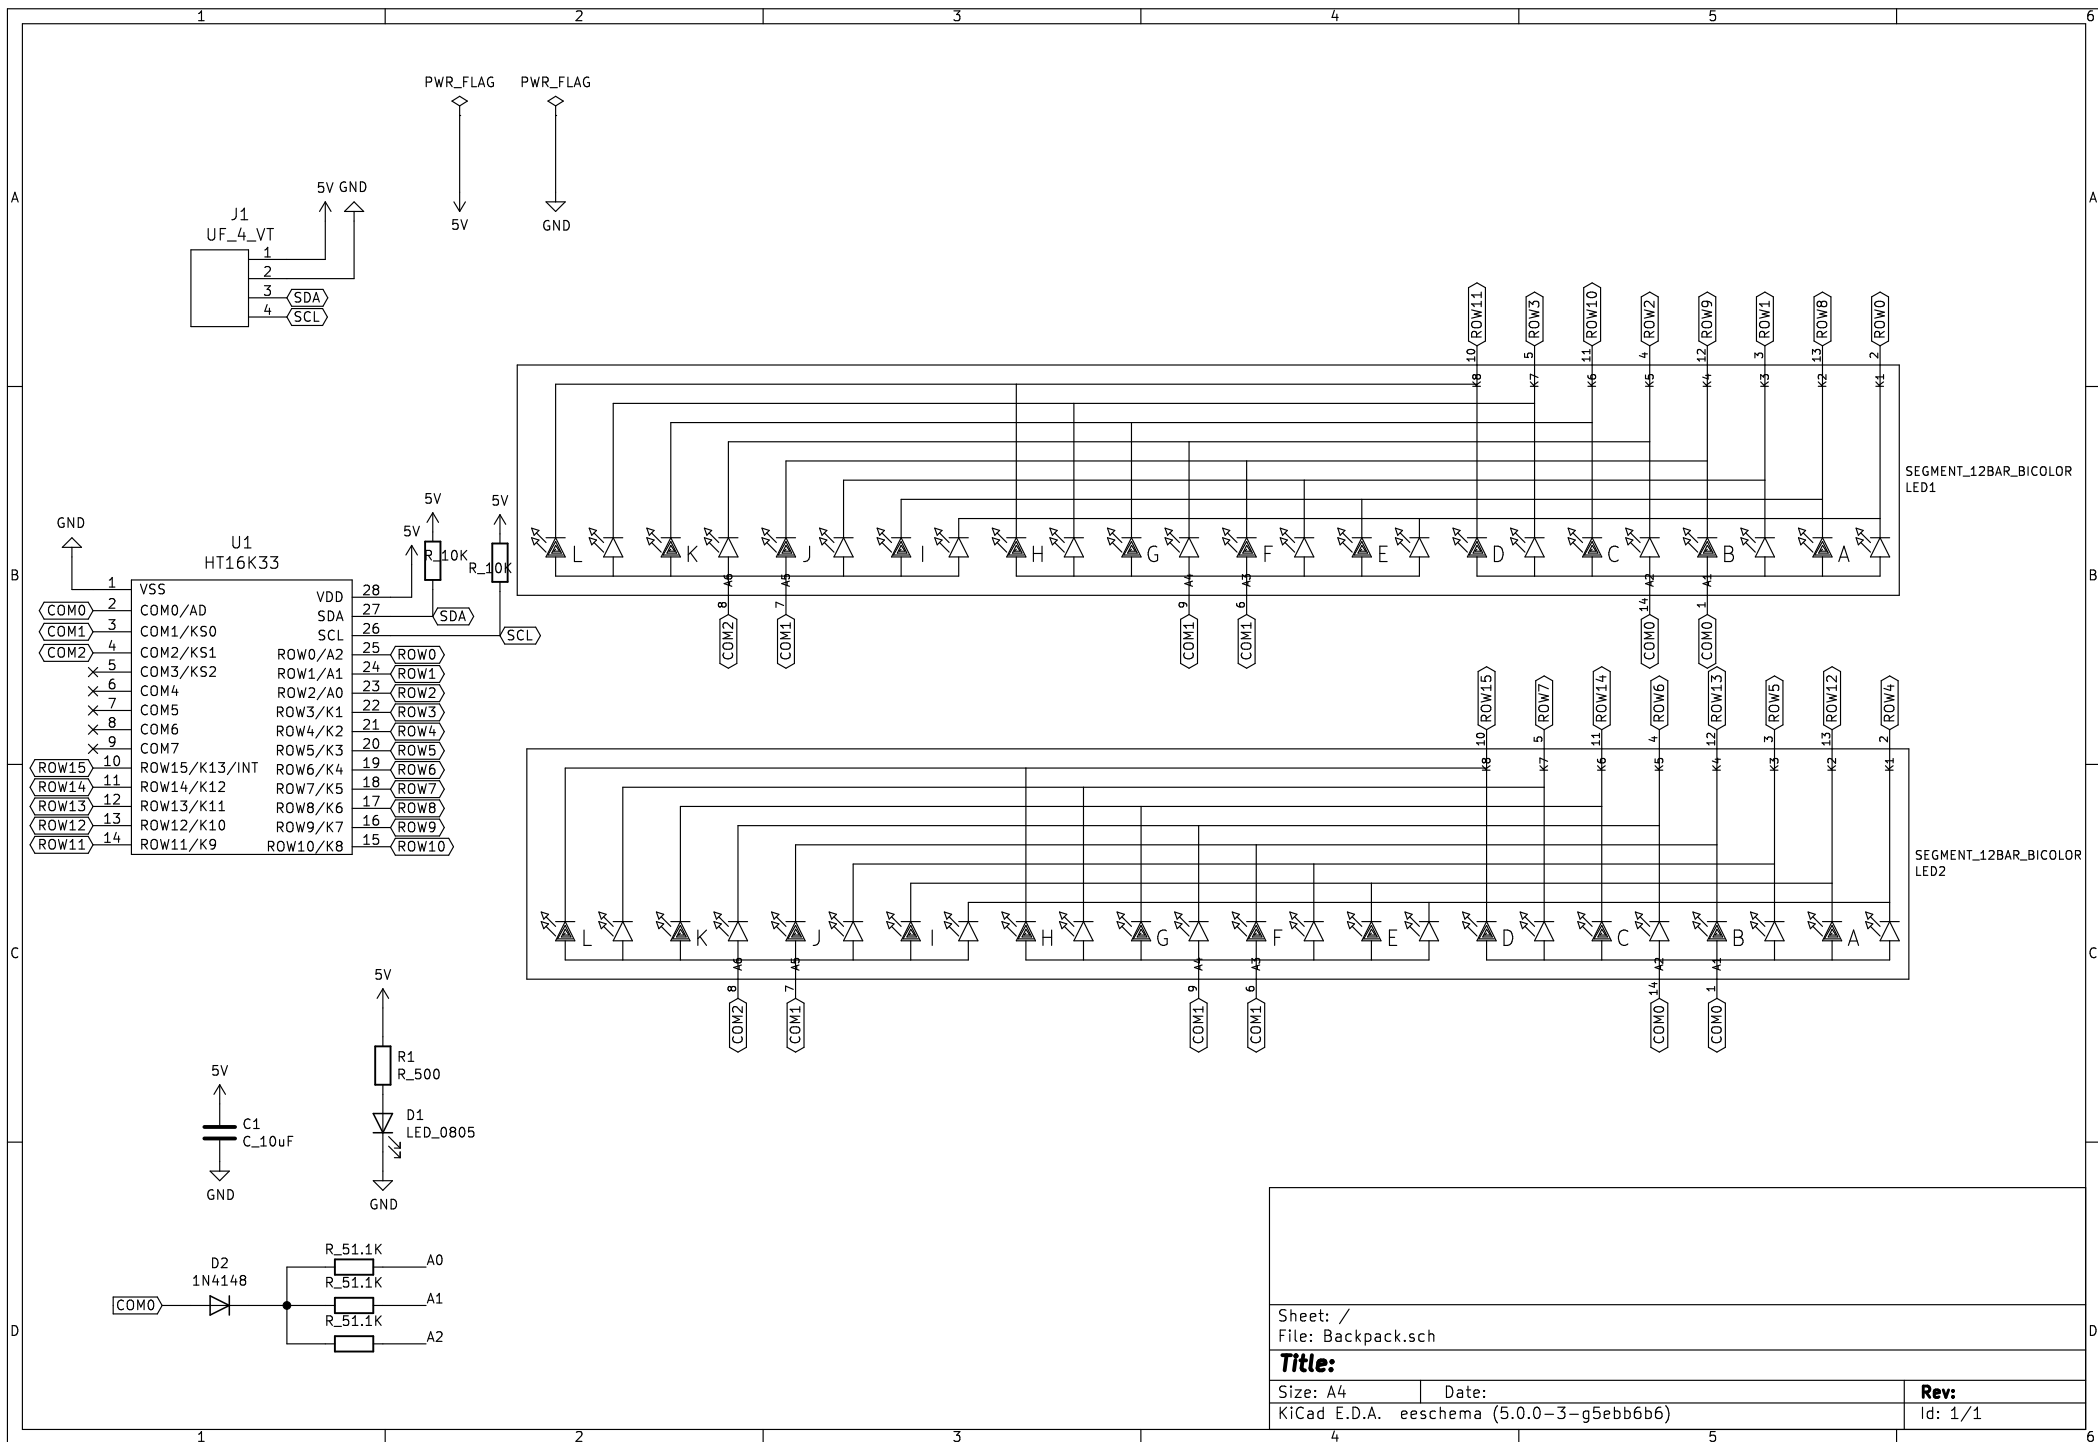 1 2 3 4 5 6
A A
B B
C C
D D
PWR_FLAG PWR_FLAG
5V GND
5V GND
J1
UF_4_VT
1
2
3 SDA
4 SCL
ROW11 ROW3 ROW10 ROW2 ROW9 ROW1 ROW8 ROW0
10 5 11 4 12 3 13 2
K8 K7 K6 K5 K4 K3 K2 K1
SEGMENT_12BAR_BICOLOR
LED1
L K J I H G F E D C B A
A6 A5 A4 A3 A2 A1
8 7 9 6 14 1
COM2 COM1 COM1 COM1 COM0 COM0
GND
5V 5V
5V
R_10K
R_10K
U1
HT16K33
1 VSS
COM0 2 COM0/AD
COM1 3 COM1/KS0
COM2 4 COM2/KS1
5 COM3/KS2
6 COM4
7 COM5
8 COM6
9 COM7
ROW15 10 ROW15/K13/INT
ROW14 11 ROW14/K12
ROW13 12 ROW13/K11
ROW12 13 ROW12/K10
ROW11 14 ROW11/K9
VDD 28
SDA 27 SDA
SCL 26 SCL
ROW0/A2 25 ROW0
ROW1/A1 24 ROW1
ROW2/A0 23 ROW2
ROW3/K1 22 ROW3
ROW4/K2 21 ROW4
ROW5/K3 20 ROW5
ROW6/K4 19 ROW6
ROW7/K5 18 ROW7
ROW8/K6 17 ROW8
ROW9/K7 16 ROW9
ROW10/K8 15 ROW10
ROW15 ROW7 ROW14 ROW6 ROW13 ROW5 ROW12 ROW4
10 5 11 4 12 3 13 2
K8 K7 K6 K5 K4 K3 K2 K1
SEGMENT_12BAR_BICOLOR
LED2
L K J I H G F E D C B A
A6 A5 A4 A3 A2 A1
8 7 9 6 14 1
COM2 COM1 COM1 COM1 COM0 COM0
5V
R1
R_500
D1
LED_0805
GND
5V
C1
C_10uF
GND
D2
1N4148
COM0
R_51.1K A0
R_51.1K A1
R_51.1K A2
Sheet: /
File: Backpack.sch
Title:
Size: A4 Date: Rev:
KiCad E.D.A. eeschema (5.0.0-3-g5ebb6b6) Id: 1/1
1 2 3 4 5 6